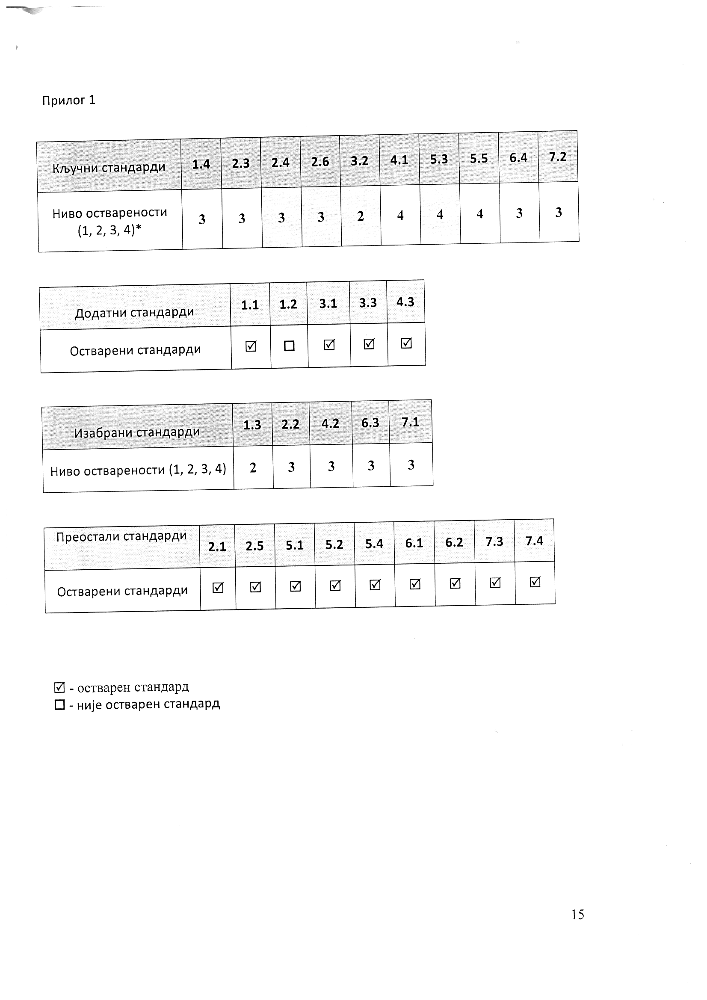 Прилог 1
Кључни стандарди 1.4 2.3 2.4 2.6 3.2 4.1 5.3 5.5 6.4 7.2
Ниво остварености
(1, 2, 3, 4)* 3 3 3 3 2 4 4 4 3 3
Додатни стандарди 1.1 1.2 3.1 3.3 4.3
Остварени стандарди ☑ ☐ ☑ ☑ ☑
Изабрани стандарди 1.3 2.2 4.2 6.3 7.1
Ниво остварености (1, 2, 3, 4) 2 3 3 3 3
Преостали стандарди 2.1 2.5 5.1 5.2 5.4 6.1 6.2 7.3 7.4
Остварени стандарди ☑ ☑ ☑ ☑ ☑ ☑ ☑ ☑ ☑
☑ - остварен стандард
☐ - није остварен стандард
15